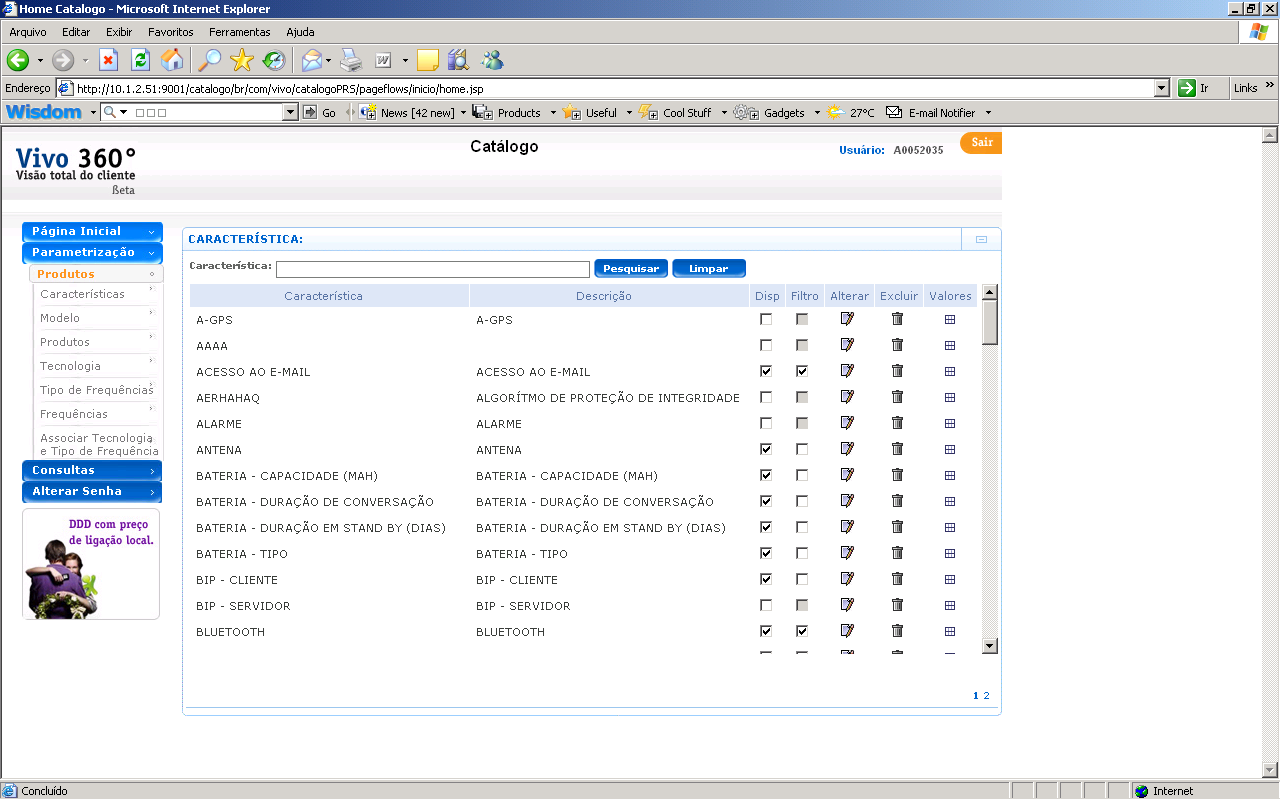 Home Catalogo - Microsoft Internet Explorer
Arquivo Editar Exibir Favoritos Ferramentas Ajuda
Endereço http://10.1.2.51:9001/catalogo/br/com/vivo/catalogoPRS/pageflows/inicio/home.jsp Ir Links »
Wisdom Go News [42 new] Products Useful Cool Stuff Gadgets 27°C E-mail Notifier
Vivo 360°
Visão total do cliente
ßeta
Catálogo
Usuário: A0052035
Sair
Página Inicial
Parametrização
Produtos
Características
Modelo
Produtos
Tecnologia
Tipo de Frequências
Frequências
Associar Tecnologia
e Tipo de Frequência
Consultas
Alterar Senha
DDD com preço
de ligação local.
CARACTERÍSTICA:
Característica: Pesquisar Limpar
Característica Descrição Disp Filtro Alterar Excluir Valores
A-GPS A-GPS
AAAA
ACESSO AO E-MAIL ACESSO AO E-MAIL
AERHAHAQ ALGORÍTMO DE PROTEÇÃO DE INTEGRIDADE
ALARME ALARME
ANTENA ANTENA
BATERIA - CAPACIDADE (MAH) BATERIA - CAPACIDADE (MAH)
BATERIA - DURAÇÃO DE CONVERSAÇÃO BATERIA - DURAÇÃO DE CONVERSAÇÃO
BATERIA - DURAÇÃO EM STAND BY (DIAS) BATERIA - DURAÇÃO EM STAND BY (DIAS)
BATERIA - TIPO BATERIA - TIPO
BIP - CLIENTE BIP - CLIENTE
BIP - SERVIDOR BIP - SERVIDOR
BLUETOOTH BLUETOOTH
1 2
Concluído Internet